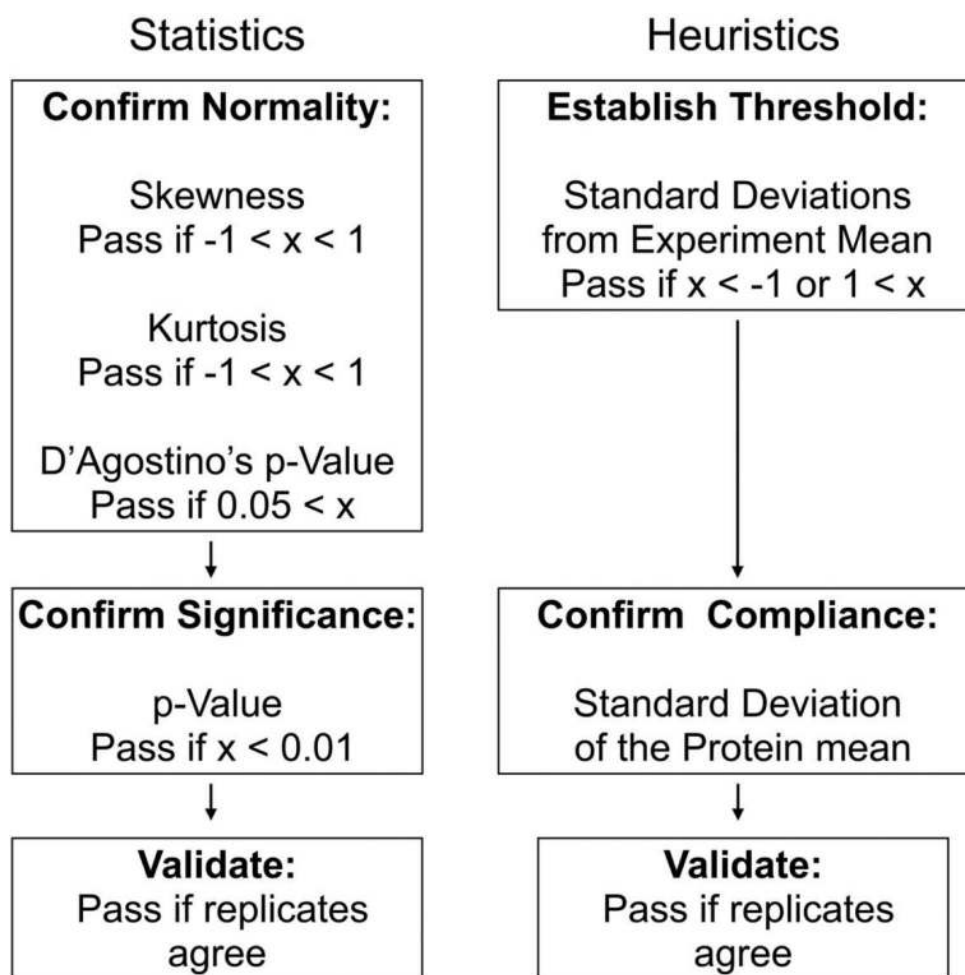 Statistics
Confirm Normality:
Skewness
Pass if -1 < x < 1
Kurtosis
Pass if -1 < x < 1
D’Agostino’s p-Value
Pass if 0.05 < x
Confirm Significance:
p-Value
Pass if x < 0.01
Validate:
Pass if replicates
agree
Heuristics
Establish Threshold:
Standard Deviations
from Experiment Mean
Pass if x < -1 or 1 < x
Confirm Compliance:
Standard Deviation
of the Protein mean
Validate:
Pass if replicates
agree